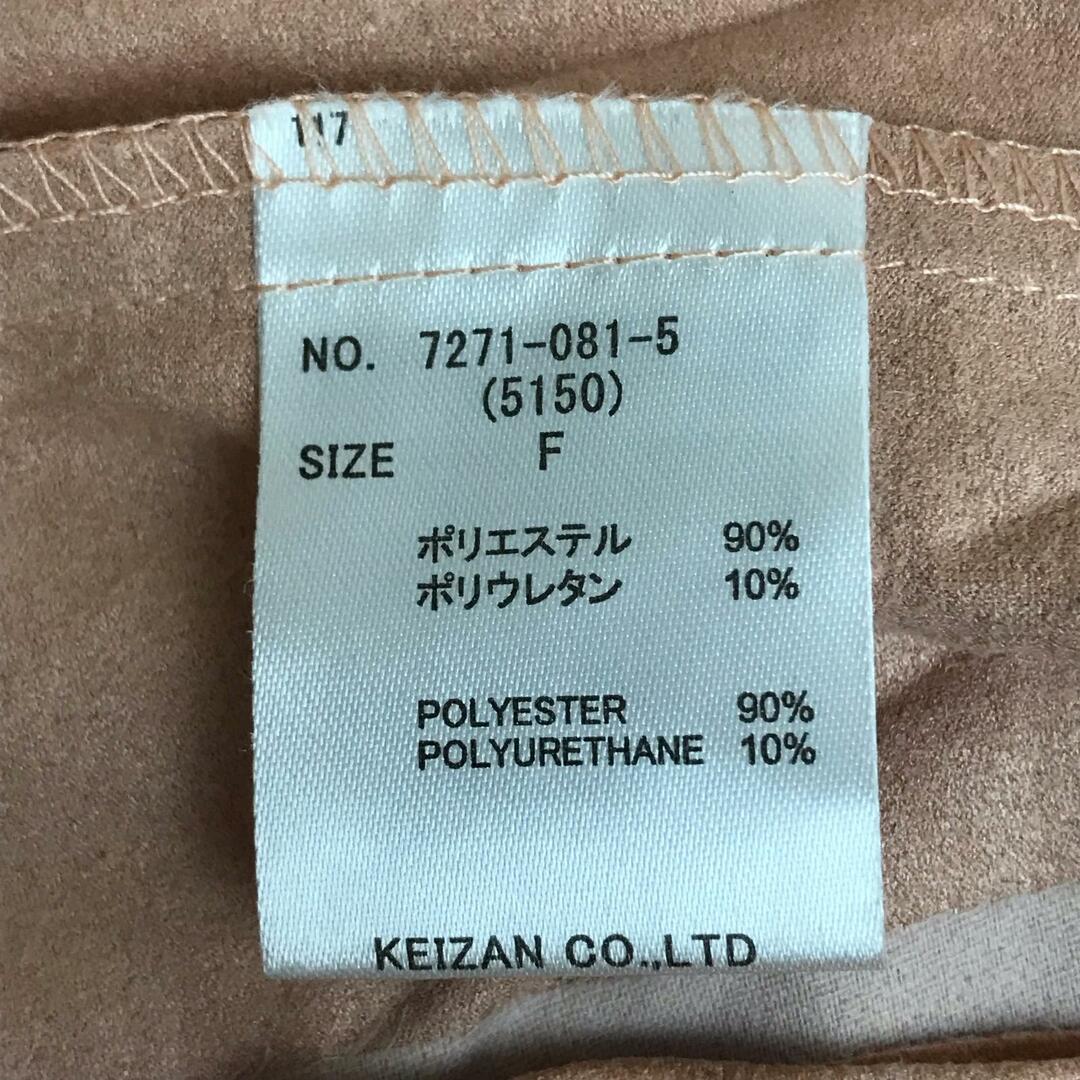 117
NO. 7271-081-5
(5150)
SIZE F
ポリエステル 90%
ポリウレタン 10%
POLYESTER 90%
POLYURETHANE 10%
KEIZAN CO.,LTD